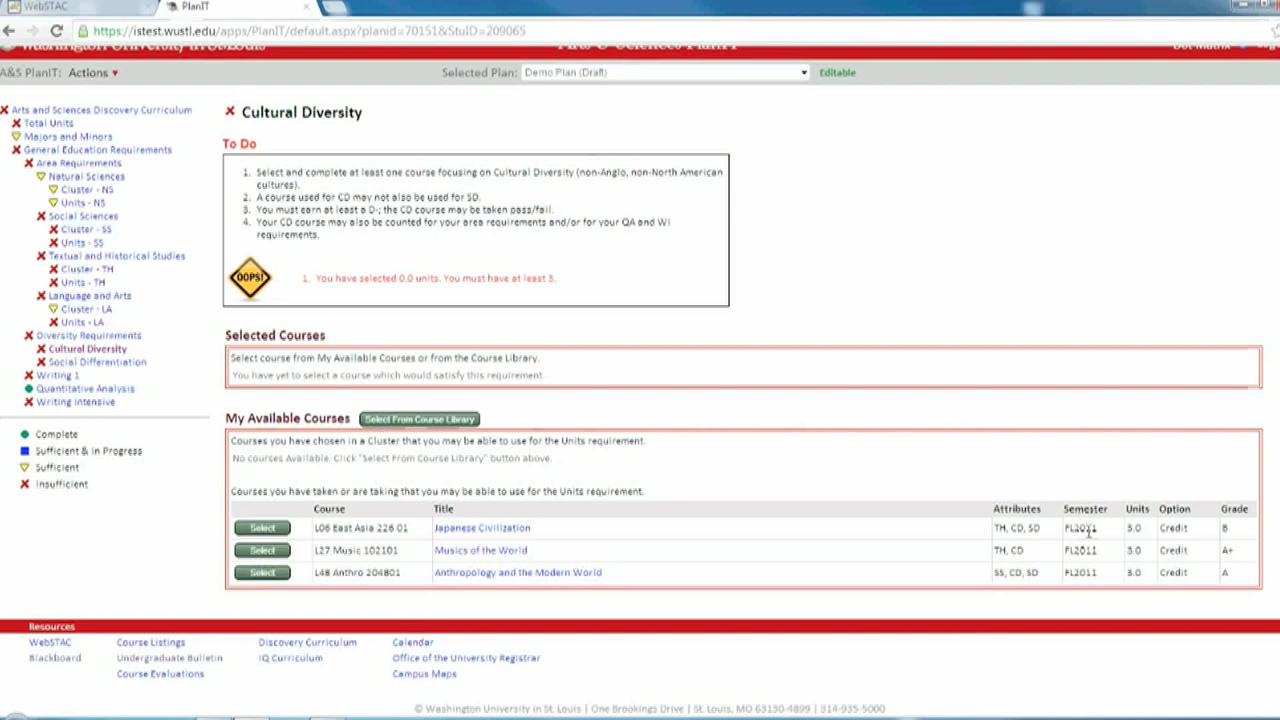 WebSTAC
PlanIT
https://istest.wustl.edu/apps/PlanIT/default.aspx?planid=70151&StuID=209065
Washington University in St.Louis
Arts & Sciences PlanIT
A&S PlanIT: Actions
Selected Plan: Demo Plan (Draft)
Editable
Arts and Sciences Discovery Curriculum
Total Units
Majors and Minors
General Education Requirements
Area Requirements
Natural Sciences
Cluster - NS
Units - NS
Social Sciences
Cluster - SS
Units - SS
Textual and Historical Studies
Cluster - TH
Units - TH
Language and Arts
Cluster - LA
Units - LA
Diversity Requirements
Cultural Diversity
Social Differentiation
Writing 1
Quantitative Analysis
Writing Intensive
Complete
Sufficient & In Progress
Sufficient
Insufficient
Cultural Diversity
To Do
1. Select and complete at least one course focusing on Cultural Diversity (non-Anglo, non-North American
cultures).
2. A course used for CD may not also be used for SD.
3. You must earn at least a D-; the CD course may be taken pass/fail.
4. Your CD course may also be counted for your area requirements and/or for your QA and WI
requirements.
OOPS!
1. You have selected 0.0 units. You must have at least 3.
Selected Courses
Select course from My Available Courses or from the Course Library.
You have yet to select a course which would satisfy this requirement.
My Available Courses Select From Course Library
Courses you have chosen in a Cluster that you may be able to use for the Units requirement.
No courses Available. Click "Select From Course Library" button above.
Courses you have taken or are taking that you may be able to use for the Units requirement.
Course Title Attributes Semester Units Option Grade
Select L06 East Asia 226 01 Japanese Civilization TH, CD, SD FL2011 3.0 Credit B
Select L27 Music 102101 Musics of the World TH, CD FL2011 3.0 Credit A+
Select L48 Anthro 204801 Anthropology and the Modern World SS, CD, SD FL2011 3.0 Credit A
Resources
WebSTAC Course Listings Discovery Curriculum Calendar
Blackboard Undergraduate Bulletin IQ Curriculum Office of the University Registrar
Course Evaluations Campus Maps
© Washington University in St. Louis | One Brookings Drive | St. Louis, MO 63130-4899 | 314-935-5000